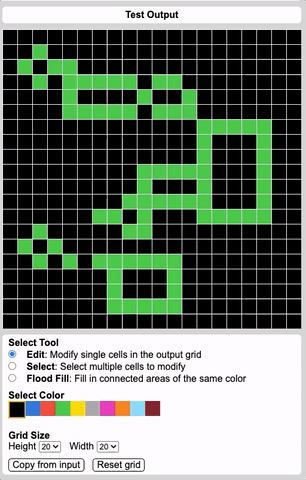 Test Output
Select Tool
Edit: Modify single cells in the output grid
Select: Select multiple cells to modify
Flood Fill: Fill in connected areas of the same color
Select Color
Grid Size
Height 20 Width 20
Copy from input Reset grid